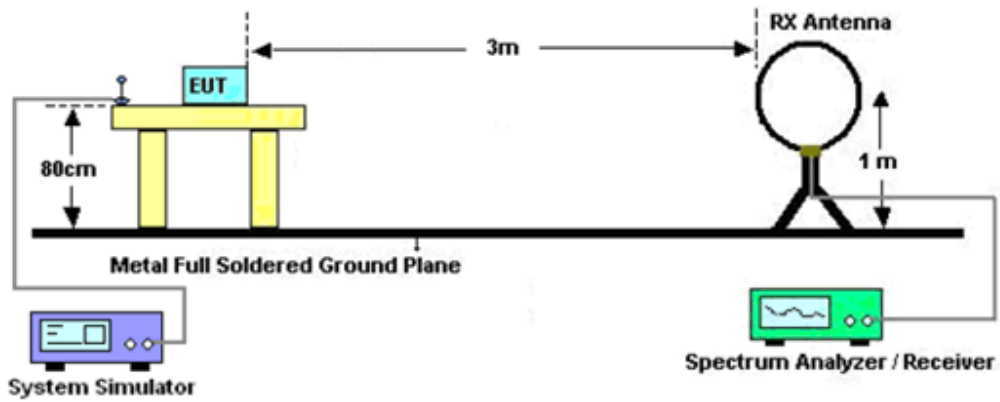 RX Antenna
3m
EUT
80cm
1 m
Metal Full Soldered Ground Plane
System Simulator
Spectrum Analyzer / Receiver